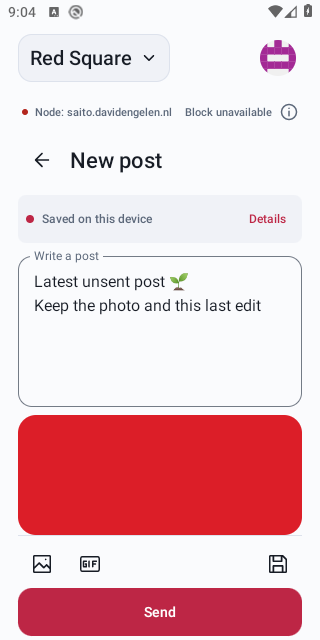 9:04
Red Square
Node: saito.davidengelen.nl Block unavailable
New post
Saved on this device Details
Write a post
Latest unsent post 🌱
Keep the photo and this last edit
GIF
Send